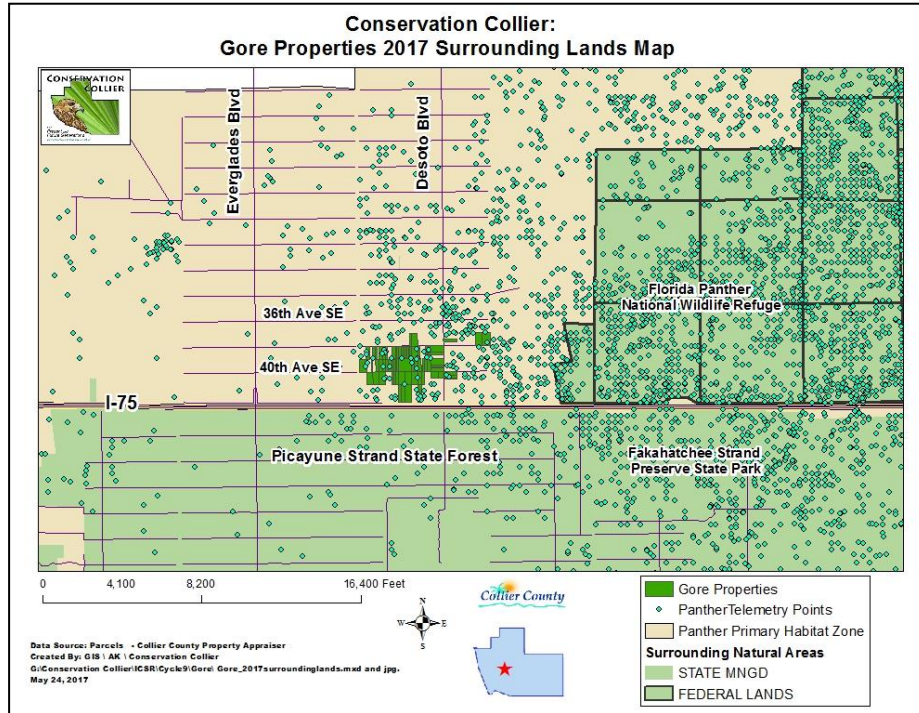 Conservation Collier:
Gore Properties 2017 Surrounding Lands Map
CONSERVATION
COLLIER
Everglades Blvd
Desoto Blvd
Florida Panther
National Wildlife Refuge
36th Ave SE
40th Ave SE
I-75
Picayune Strand State Forest
Fakahatchee Strand
Preserve State Park
0 4,100 8,200 16,400 Feet
N
W E
S
Collier County
Gore Properties
PantherTelemetry Points
Panther Primary Habitat Zone
Surrounding Natural Areas
STATE MNGD
FEDERAL LANDS
Data Source: Parcels - Collier County Property Appraiser
Created By: GIS \ AK \ Conservation Collier
G:\Conservation Collier\ICSR\Cycle9\Gore\ Gore_2017surroundinglands.mxd and jpg.
May 24, 2017